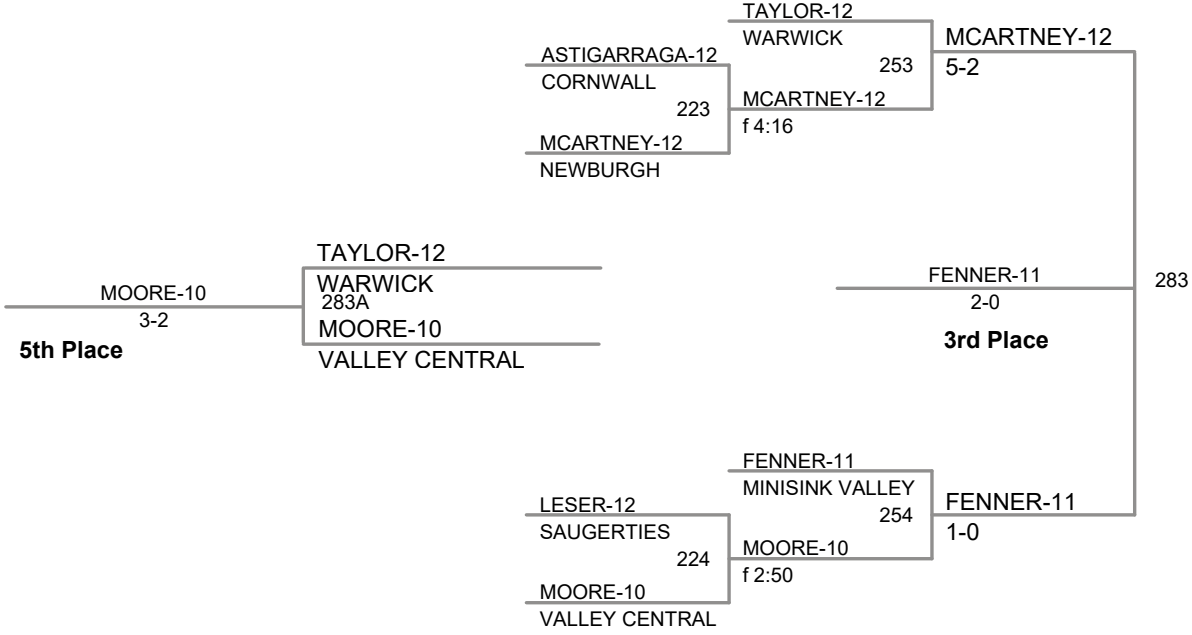 TAYLOR-12
WARWICK
253
MCARTNEY-12
5-2
ASTIGARRAGA-12
CORNWALL
223
MCARTNEY-12
f 4:16
MCARTNEY-12
NEWBURGH
TAYLOR-12
WARWICK
283A
MOORE-10
VALLEY CENTRAL
MOORE-10
3-2
5th Place
FENNER-11
2-0
3rd Place
283
FENNER-11
MINISINK VALLEY
254
FENNER-11
1-0
LESER-12
SAUGERTIES
224
MOORE-10
f 2:50
MOORE-10
VALLEY CENTRAL